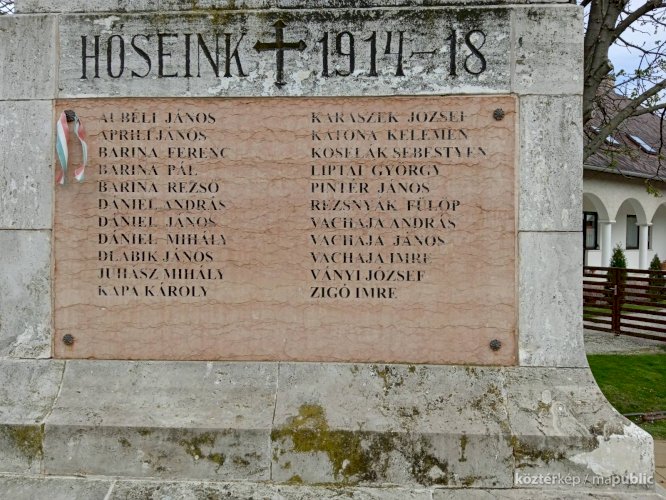 HŐSEINK † 1914-18
AUBELI JÁNOS
APRILI JÁNOS
BARINA FERENC
BARINA PÁL
BARINA REZSŐ
DÁNIEL ANDRÁS
DÁNIEL JÁNOS
DÁNIEL MIHÁLY
DLABIK JÁNOS
JUHÁSZ MIHÁLY
KAPA KÁROLY
KARASZEK JÓZSEF
KATONA KELEMEN
KOSELÁK SEBESTYÉN
LIPTAI GYÖRGY
PINTÉR JÁNOS
REZSNYÁK FÜLÖP
VACHAJA ANDRÁS
VACHAJA JÁNOS
VACHAJA IMRE
VÁNYI JÓZSEF
ZIGÓ IMRE
köztérkép / mapublic